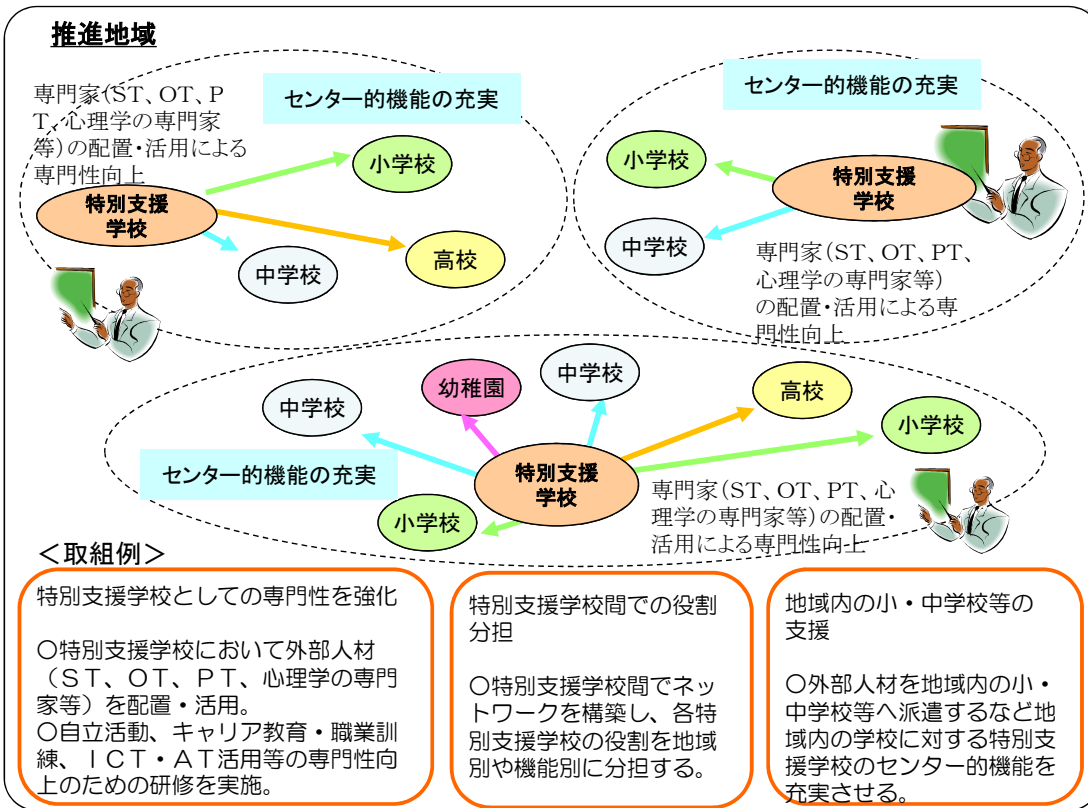 推進地域
専門家（ST、OT、P
T、心理学の専門家
等）の配置・活用による
専門性向上
センター的機能の充実
小学校
特別支援
学校
中学校
高校
センター的機能の充実
小学校
特別支援
学校
中学校
専門家（ST、OT、PT、
心理学の専門家等）
の配置・活用による専
門性向上
中学校
幼稚園
中学校
高校
小学校
センター的機能の充実
特別支援
学校
小学校
専門家（ST、OT、PT、心
理学の専門家等）の配置・
活用による専門性向上
＜取組例＞
特別支援学校としての専門性を強化
〇特別支援学校において外部人材
（ＳＴ、ＯＴ、ＰＴ、心理学の専門
家等）を配置・活用。
〇自立活動、キャリア教育・職業訓
練、ＩＣＴ・ＡＴ活用等の専門性向
上のための研修を実施。
特別支援学校間での役割
分担
〇特別支援学校間でネッ
トワークを構築し、各特
別支援学校の役割を地域
別や機能別に分担する。
地域内の小・中学校等の
支援
〇外部人材を地域内の小・
中学校等へ派遣するなど地
域内の学校に対する特別支
援学校のセンター的機能を
充実させる。